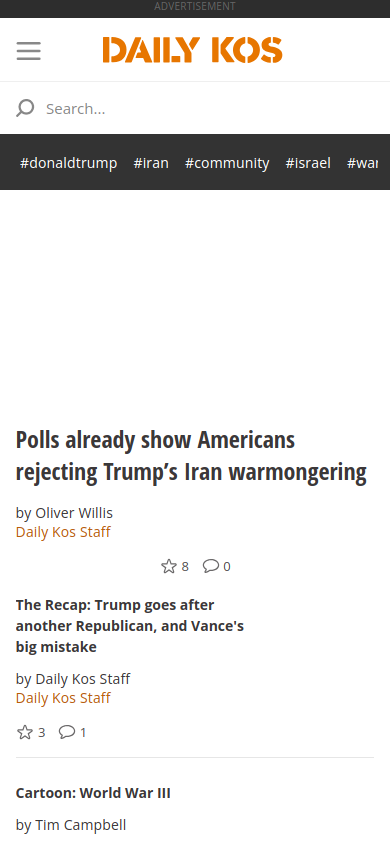 ADVERTISEMENT
DAILY KOS
Search...
#donaldtrump #iran #community #israel #war
Polls already show Americans
rejecting Trump’s Iran warmongering
by Oliver Willis
Daily Kos Staff
8 0
The Recap: Trump goes after
another Republican, and Vance's
big mistake
by Daily Kos Staff
Daily Kos Staff
3 1
Cartoon: World War III
by Tim Campbell